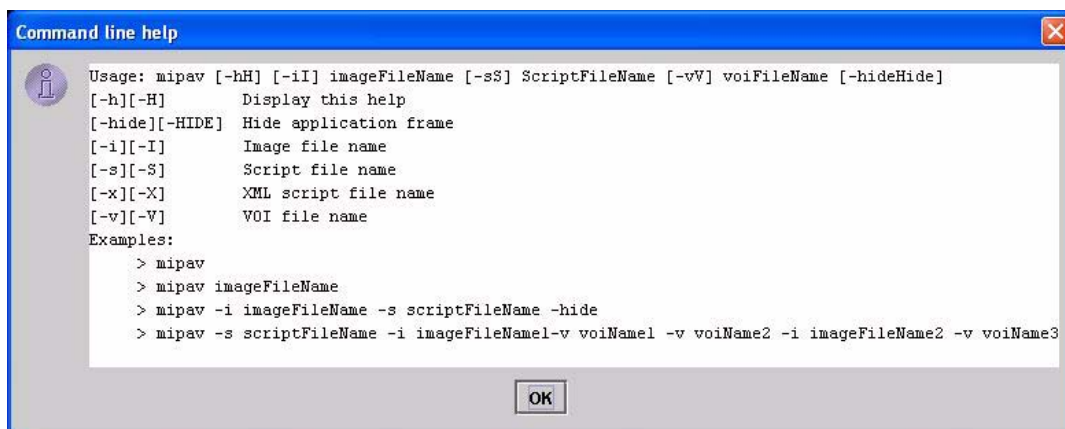 Command line help
Usage: mipav [-hH] [-iI] imageFileName [-sS] ScriptFileName [-vV] voiFileName [-hideHide]
[-h][-H] Display this help
[-hide][-HIDE] Hide application frame
[-i][-I] Image file name
[-s][-S] Script file name
[-x][-X] XML script file name
[-v][-V] VOI file name
Examples:
> mipav
> mipav imageFileName
> mipav -i imageFileName -s scriptFileName -hide
> mipav -s scriptFileName -i imageFileName1-v voiName1 -v voiName2 -i imageFileName2 -v voiName3
OK